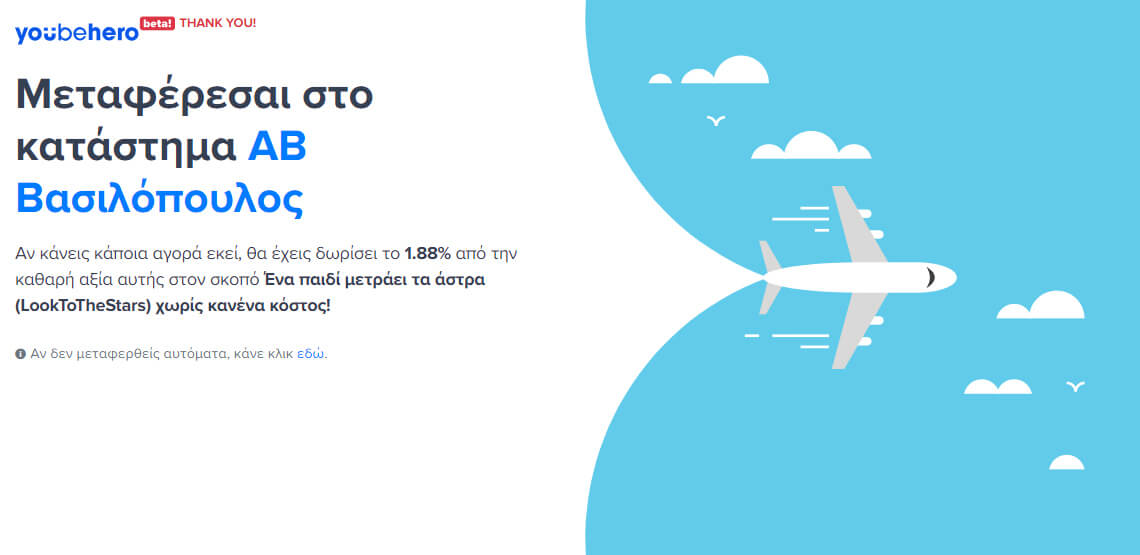 youbehero beta! THANK YOU!
Μεταφέρεσαι στο
κατάστημα ΑΒ
Βασιλόπουλος
Αν κάνεις κάποια αγορά εκεί, θα έχεις δωρίσει το 1.88% από την
καθαρή αξία αυτής στον σκοπό Ένα παιδί μετράει τα άστρα
(LookToTheStars) χωρίς κανένα κόστος!
Αν δεν μεταφερθείς αυτόματα, κάνε κλικ εδώ.